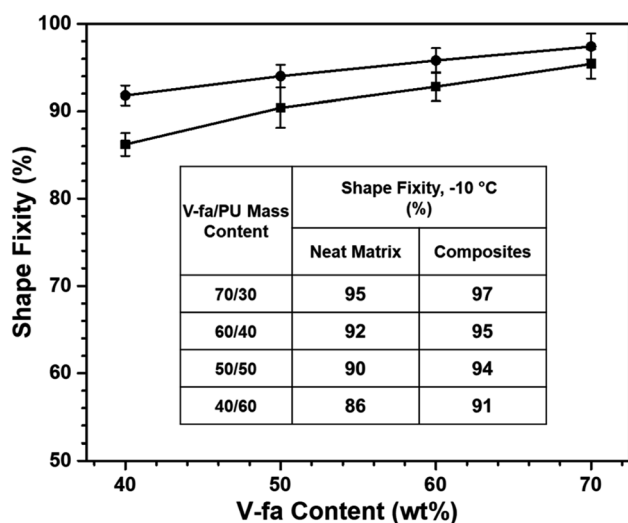 100
90
80
70
60
50
Shape Fixity (%)
V-fa/PU Mass
Content
Shape Fixity, -10 °C
(%)
Neat Matrix Composites
70/30 95 97
60/40 92 95
50/50 90 94
40/60 86 91
40 50 60 70
V-fa Content (wt%)